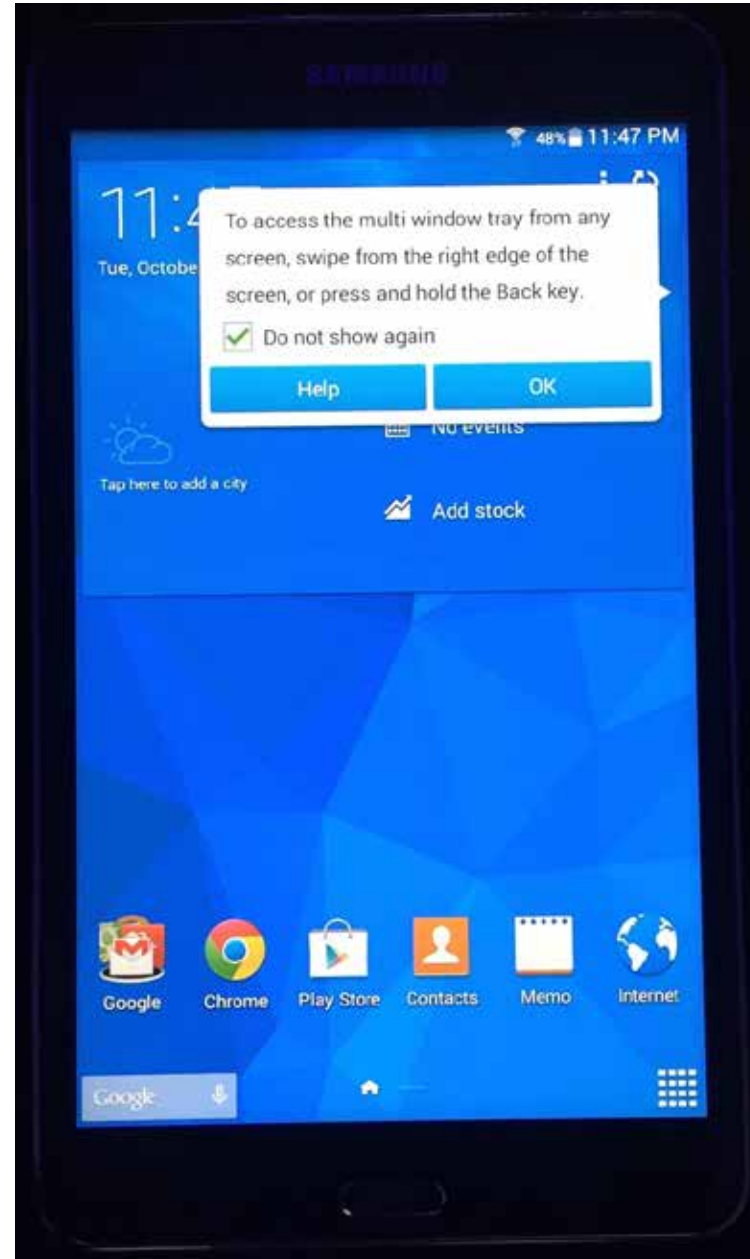 SAMSUNG
48% 11:47 PM
11:4
Tue, Octobe
To access the multi window tray from any
screen, swipe from the right edge of the
screen, or press and hold the Back key.
Do not show again
Help OK
No events
Tap here to add a city
Add stock
Google Chrome Play Store Contacts Memo Internet
Google